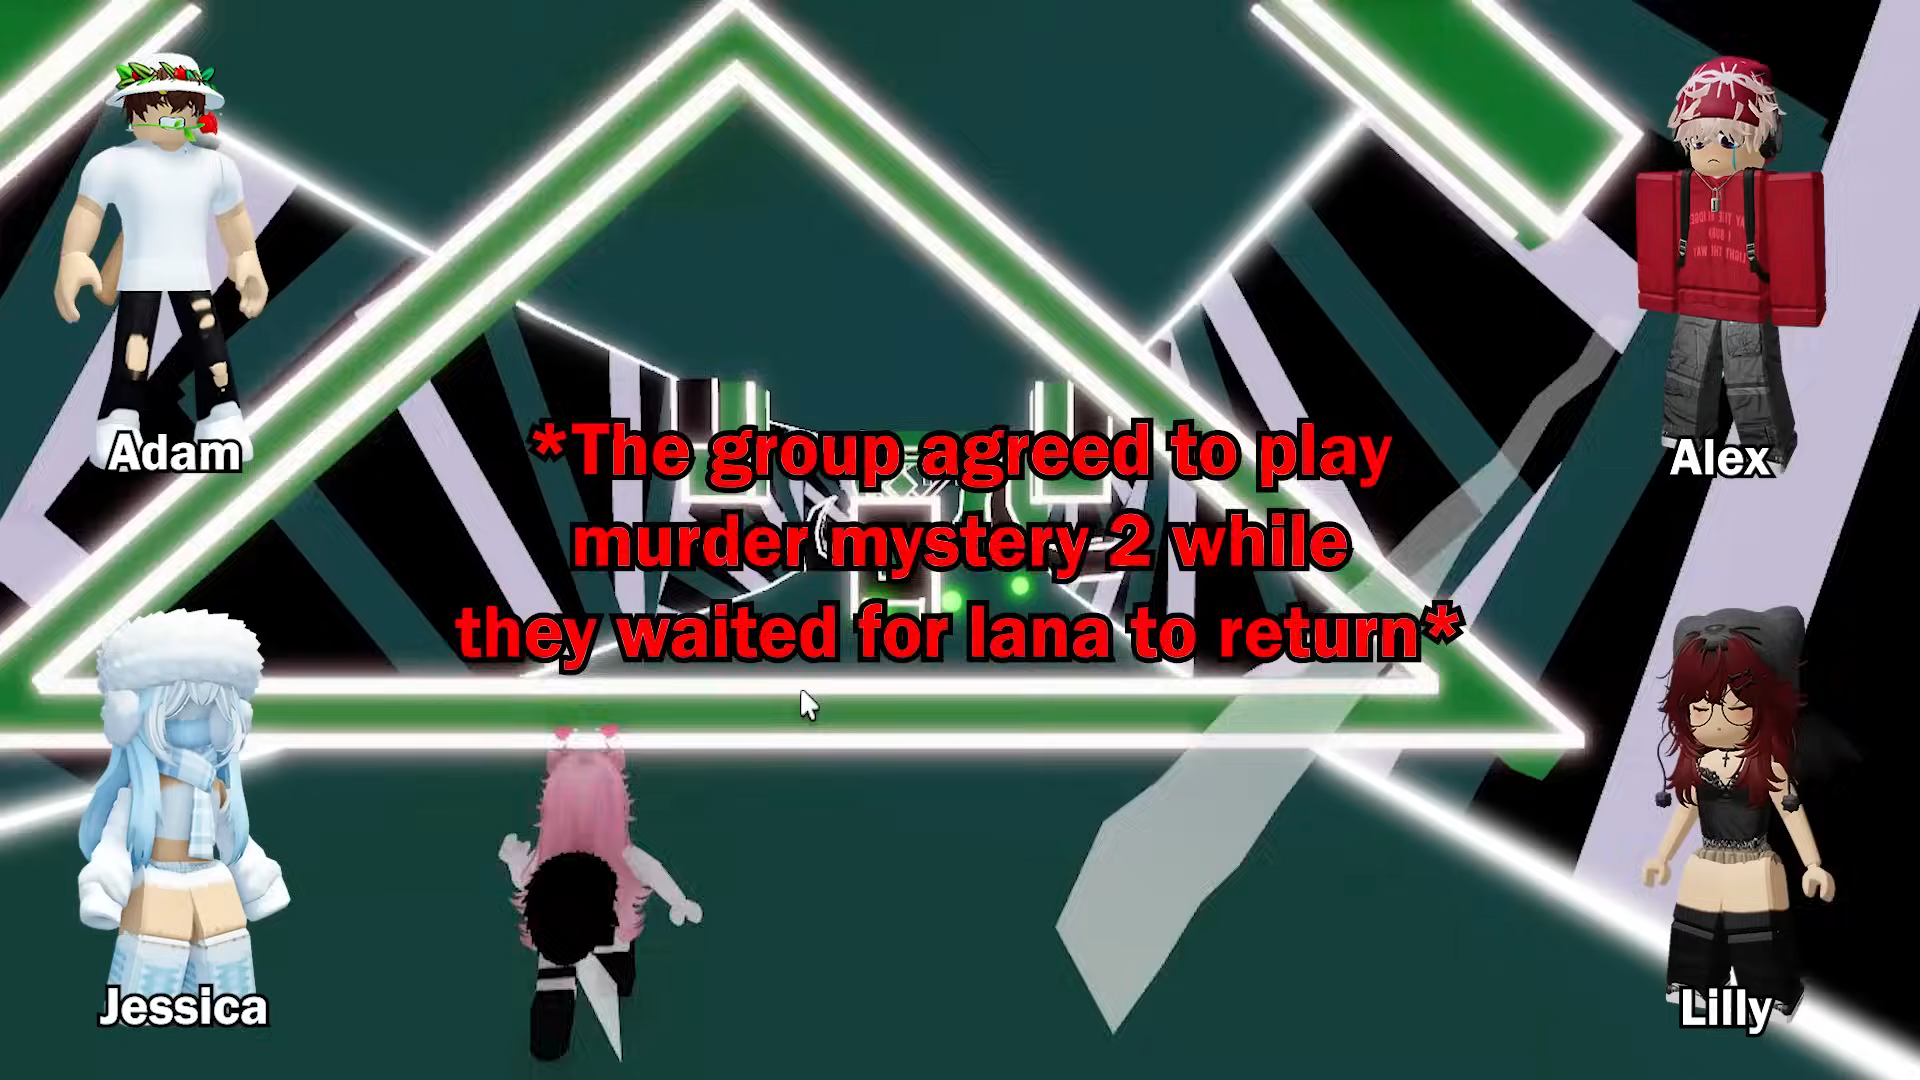 Adam
Alex
*The group agreed to play
murder mystery 2 while
they waited for lana to return*
Jessica
Lilly